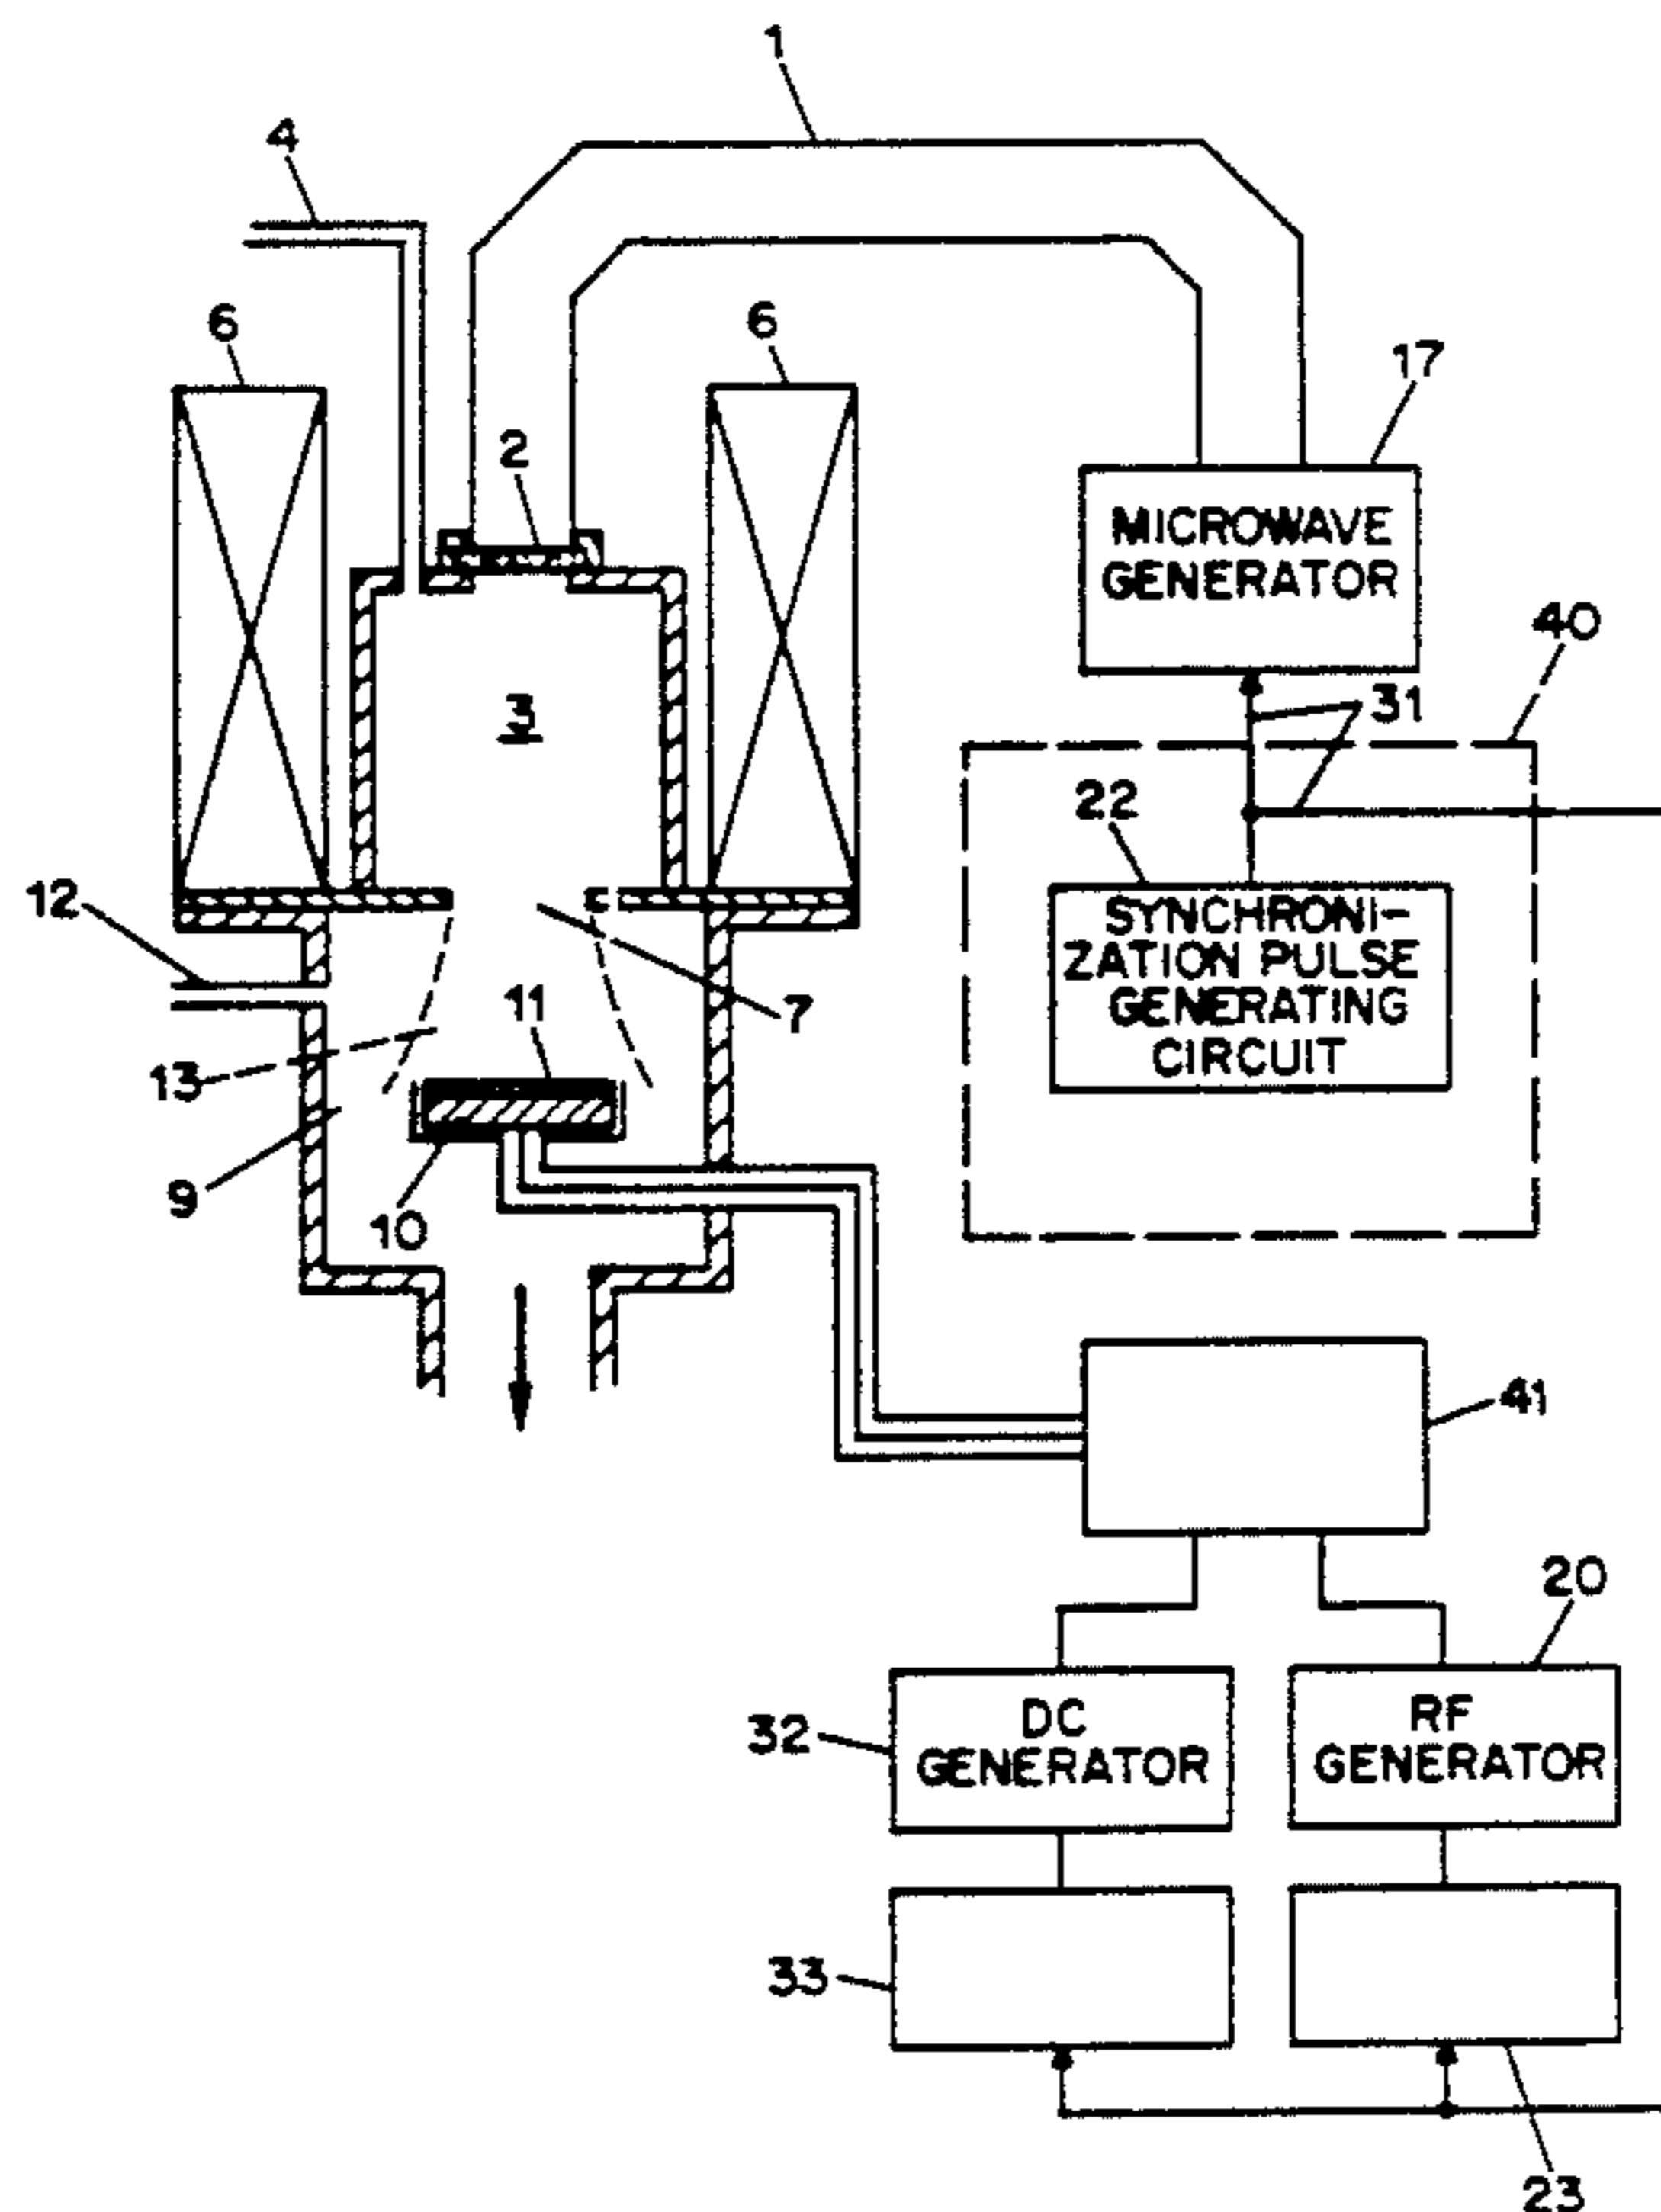 1
4
6
6
17
2
MICROWAVE
GENERATOR
40
3
31
22
12
SYNCHRONI-
ZATION PULSE
GENERATING
CIRCUIT
11
7
13
9
10
41
20
32
DC
GENERATOR
RF
GENERATOR
33
23